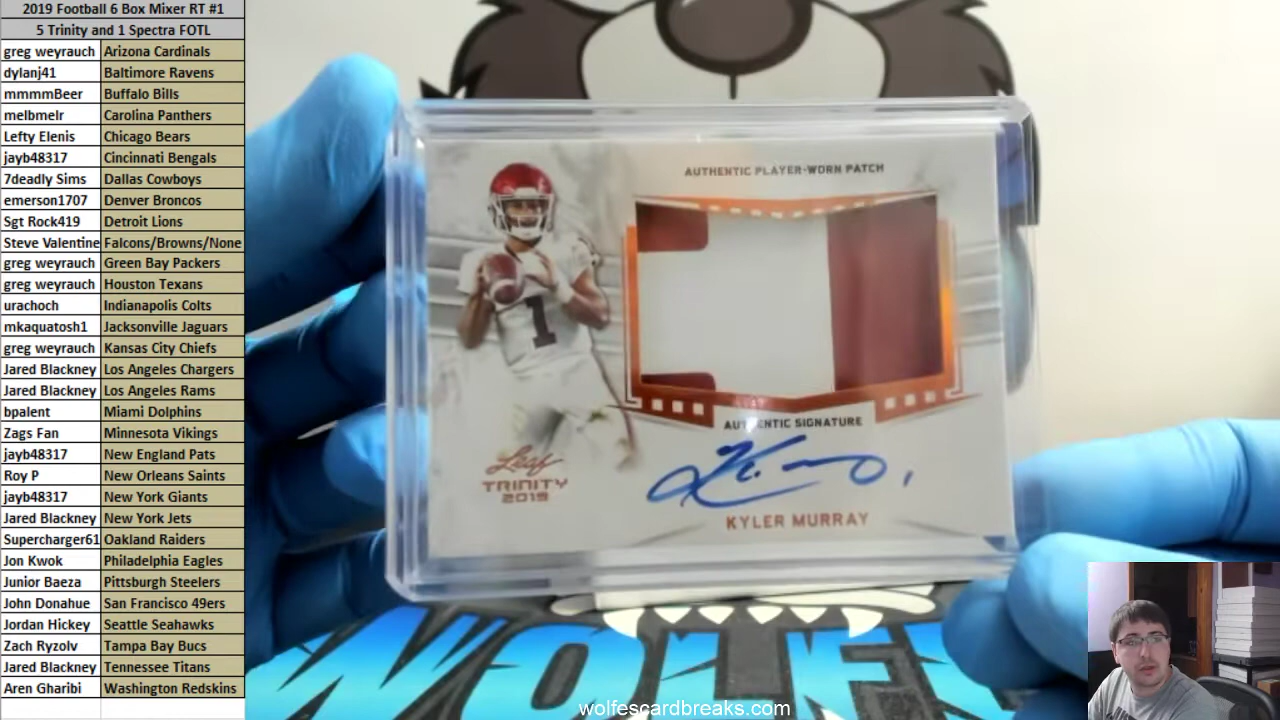 2019 Football 6 Box Mixer RT #1
5 Trinity and 1 Spectra FOTL
greg weyrauch Arizona Cardinals
dylanj41 Baltimore Ravens
mmmmBeer Buffalo Bills
melbmelr Carolina Panthers
Lefty Elenis Chicago Bears
jayb48317 Cincinnati Bengals
7deadly Sims Dallas Cowboys
emerson1707 Denver Broncos
Sgt Rock419 Detroit Lions
Steve Valentine Falcons/Browns/None
greg weyrauch Green Bay Packers
greg weyrauch Houston Texans
urachoch Indianapolis Colts
mkaquatosh1 Jacksonville Jaguars
greg weyrauch Kansas City Chiefs
Jared Blackney Los Angeles Chargers
Jared Blackney Los Angeles Rams
bpalent Miami Dolphins
Zags Fan Minnesota Vikings
jayb48317 New England Pats
Roy P New Orleans Saints
jayb48317 New York Giants
Jared Blackney New York Jets
Supercharger61 Oakland Raiders
Jon Kwok Philadelphia Eagles
Junior Baeza Pittsburgh Steelers
John Donahue San Francisco 49ers
Jordan Hickey Seattle Seahawks
Zach Ryzolv Tampa Bay Bucs
Jared Blackney Tennessee Titans
Aren Gharibi Washington Redskins
AUTHENTIC PLAYER-WORN PATCH
1
AUTHENTIC SIGNATURE
Leaf
TRINITY
2019
KYLER MURRAY
WOLFE
wolfescardbreaks.com